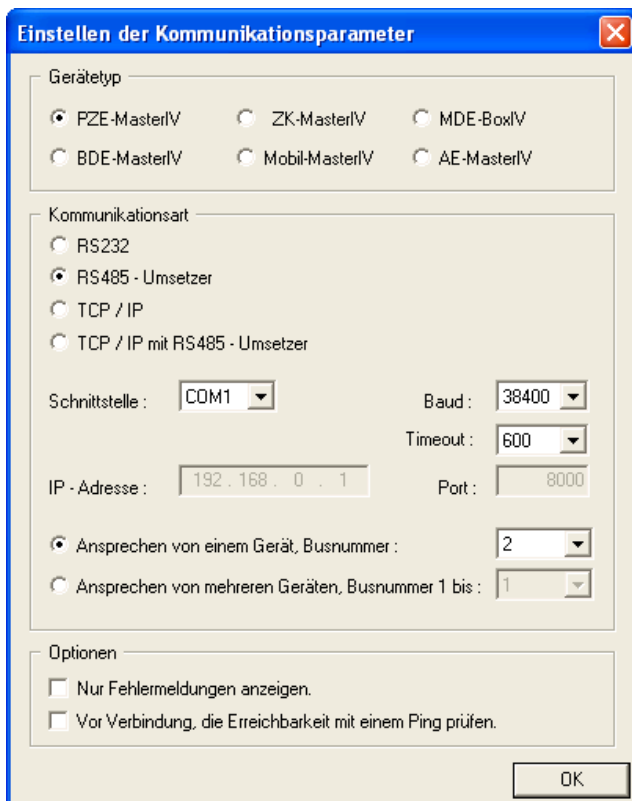 Einstellen der Kommunikationsparameter
Gerätetyp
PZE-MasterIV ZK-MasterIV MDE-BoxIV
BDE-MasterIV Mobil-MasterIV AE-MasterIV
Kommunikationsart
RS232
RS485 - Umsetzer
TCP / IP
TCP / IP mit RS485 - Umsetzer
Schnittstelle : COM1 Baud : 38400
Timeout : 600
IP - Adresse : 192 . 168 . 0 . 1 Port : 8000
Ansprechen von einem Gerät, Busnummer : 2
Ansprechen von mehreren Geräten, Busnummer 1 bis : 1
Optionen
Nur Fehlermeldungen anzeigen.
Vor Verbindung, die Erreichbarkeit mit einem Ping prüfen.
OK